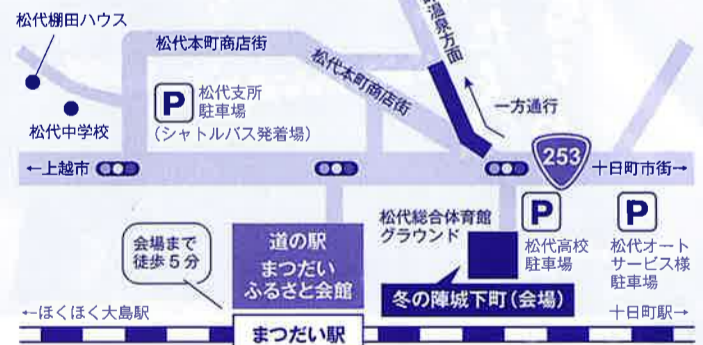 松代棚田ハウス
松代中学校
松代本町商店街
松代本町商店街
温泉方面
一方通行
P
松代支所
駐車場
(シャトルバス発着場)
←上越市
253
十日町市街→
会場まで
徒歩5分
道の駅
まつだい
ふるさと会館
松代総合体育館
グラウンド
冬の陣城下町(会場)
P
松代高校
駐車場
P
松代オート
サービス様
駐車場
←ほくほく大島駅
まつだい駅
十日町駅→